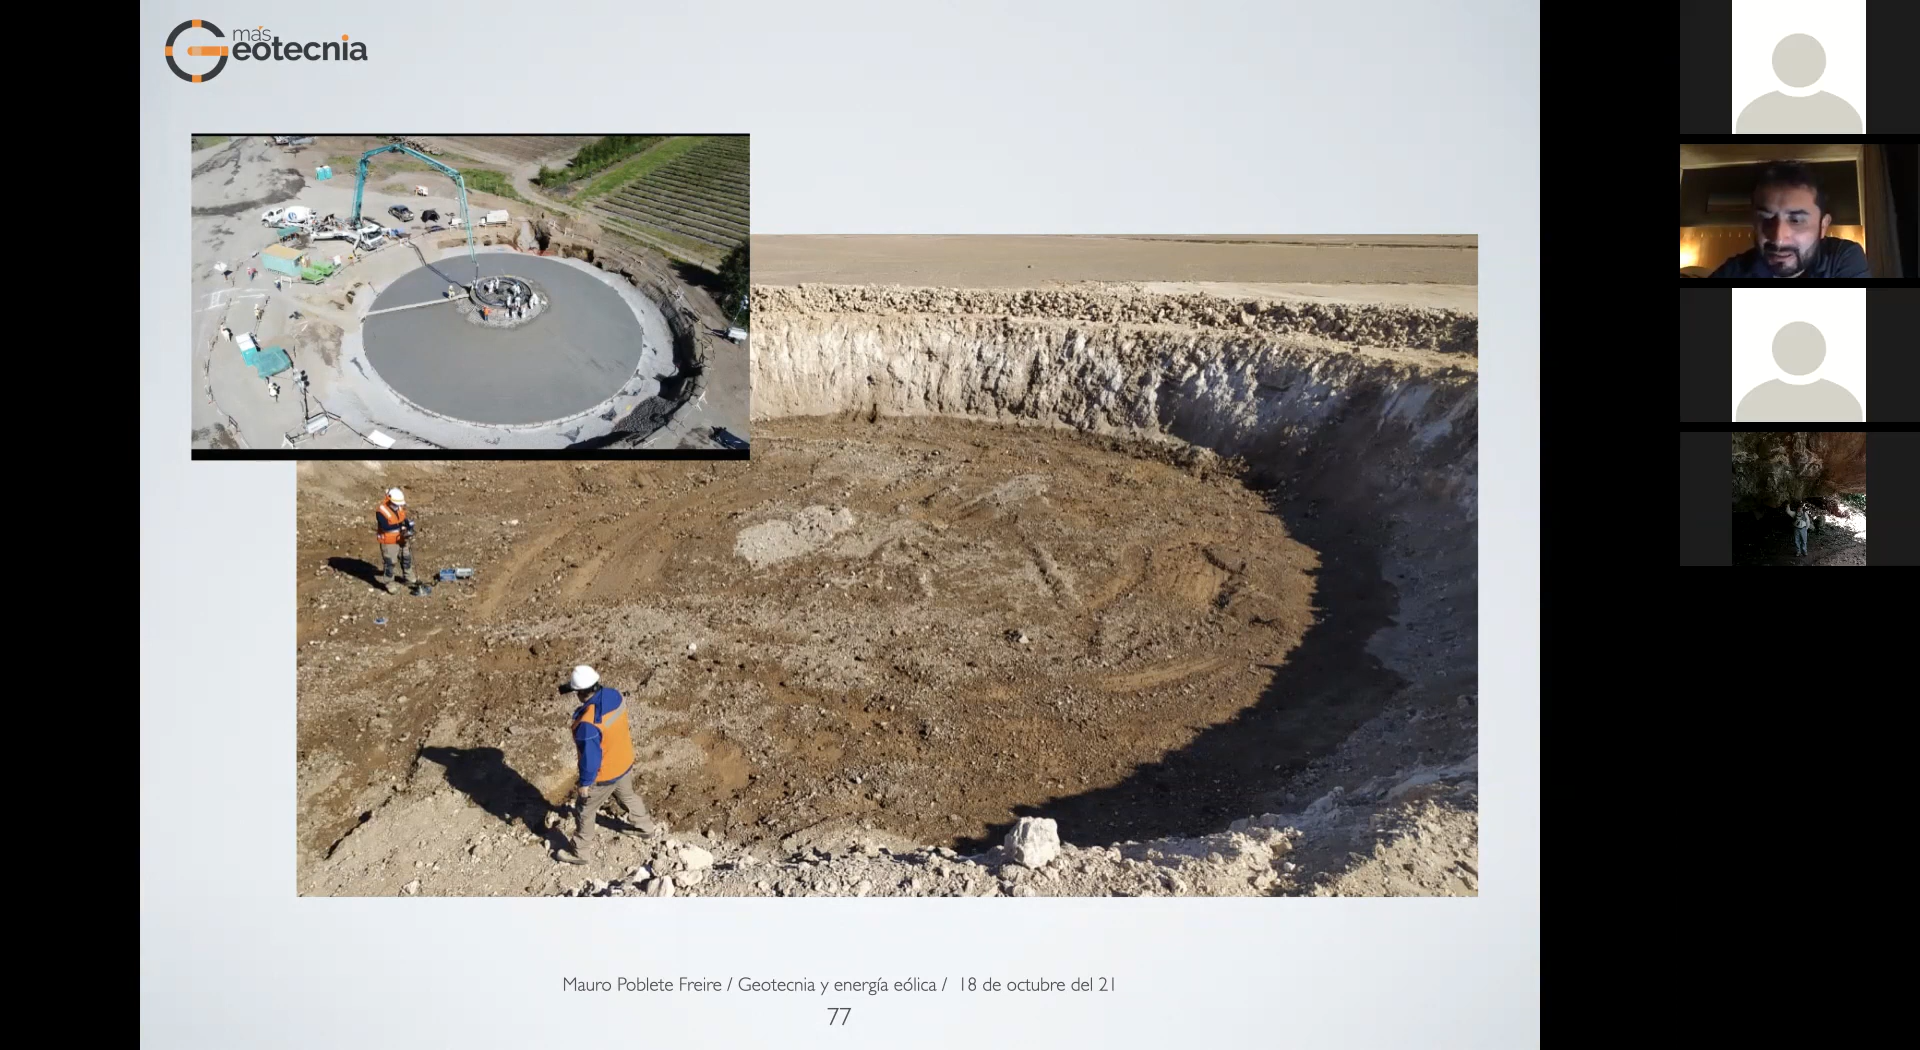 más
Geotecnia
Mauro Poblete Freire / Geotecnia y energía eólica / 18 de octubre del 21
77